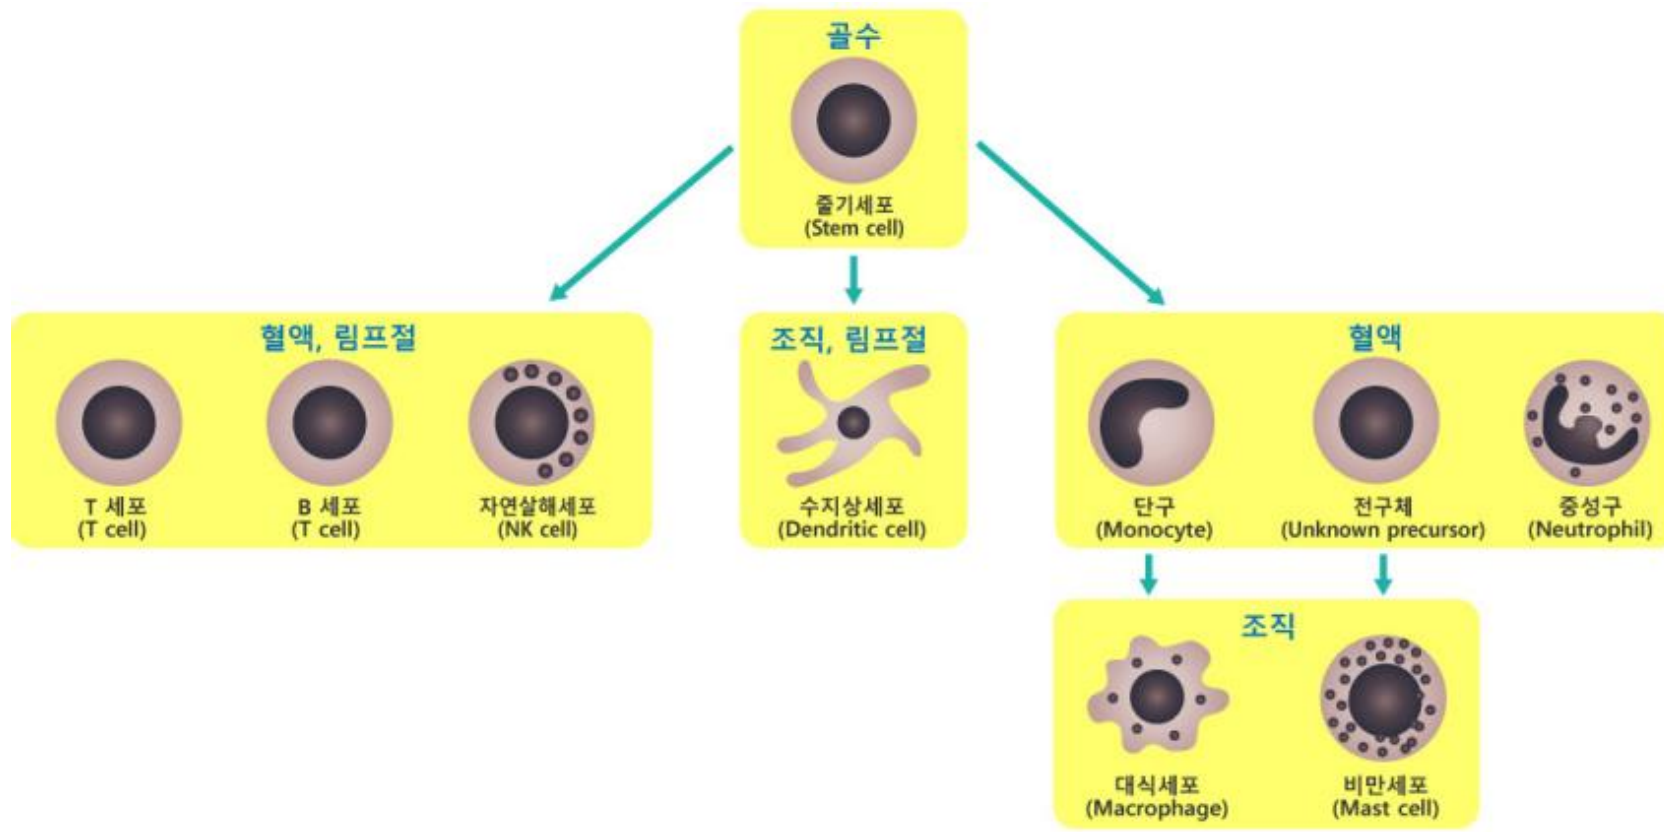 골수
줄기세포
(Stem cell)
혈액, 림프절
T 세포
(T cell)
B 세포
(T cell)
자연살해세포
(NK cell)
조직, 림프절
수지상세포
(Dendritic cell)
혈액
단구
(Monocyte)
전구체
(Unknown precursor)
중성구
(Neutrophil)
조직
대식세포
(Macrophage)
비만세포
(Mast cell)